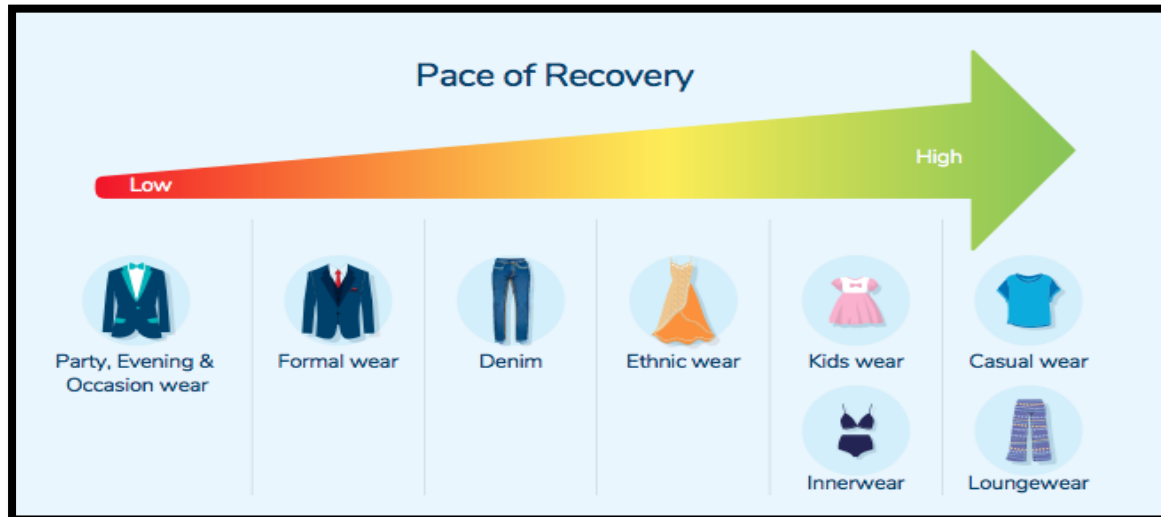 Pace of Recovery
Low
High
Party, Evening &
Occasion wear
Formal wear
Denim
Ethnic wear
Kids wear
Casual wear
Innerwear
Loungewear